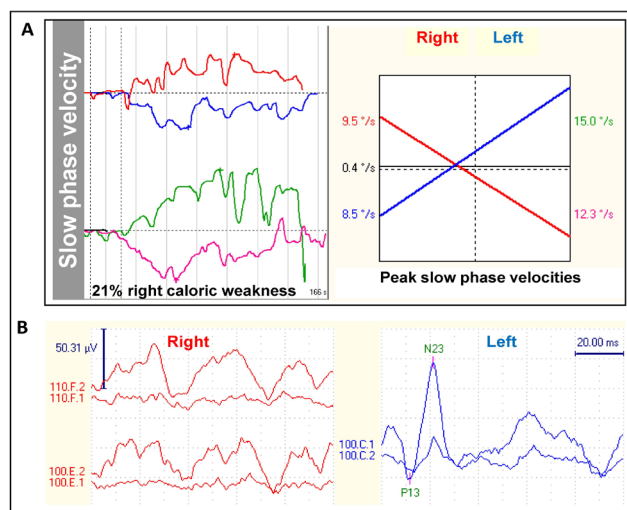 A
Slow phase velocity
21% right caloric weakness
166 s
Right
Left
9.5 °/s
0.4 °/s
8.5 °/s
15.0 °/s
12.3 °/s
Peak slow phase velocities
B
50.31 µV
Right
110.F.2
110.F.1
100.E.2
100.E.1
Left
20.00 ms
N23
100.C.1
100.C.2
P13